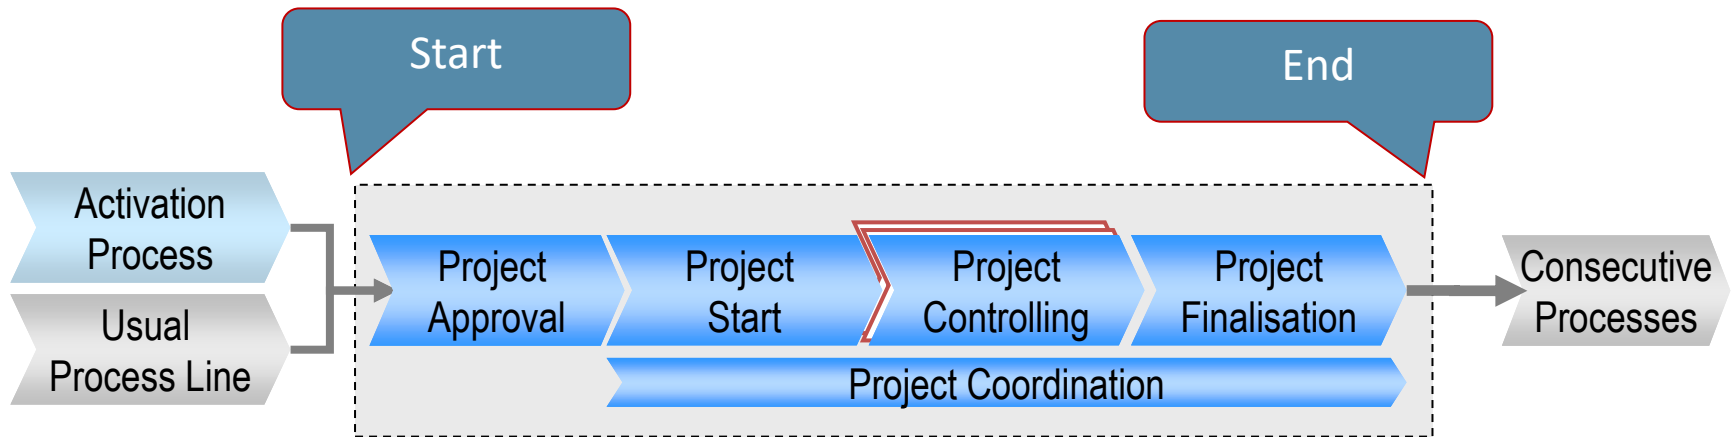 Start
End
Activation
Process
Usual
Process Line
Project
Approval
Project
Start
Project
Controlling
Project
Finalisation
Project Coordination
Consecutive
Processes